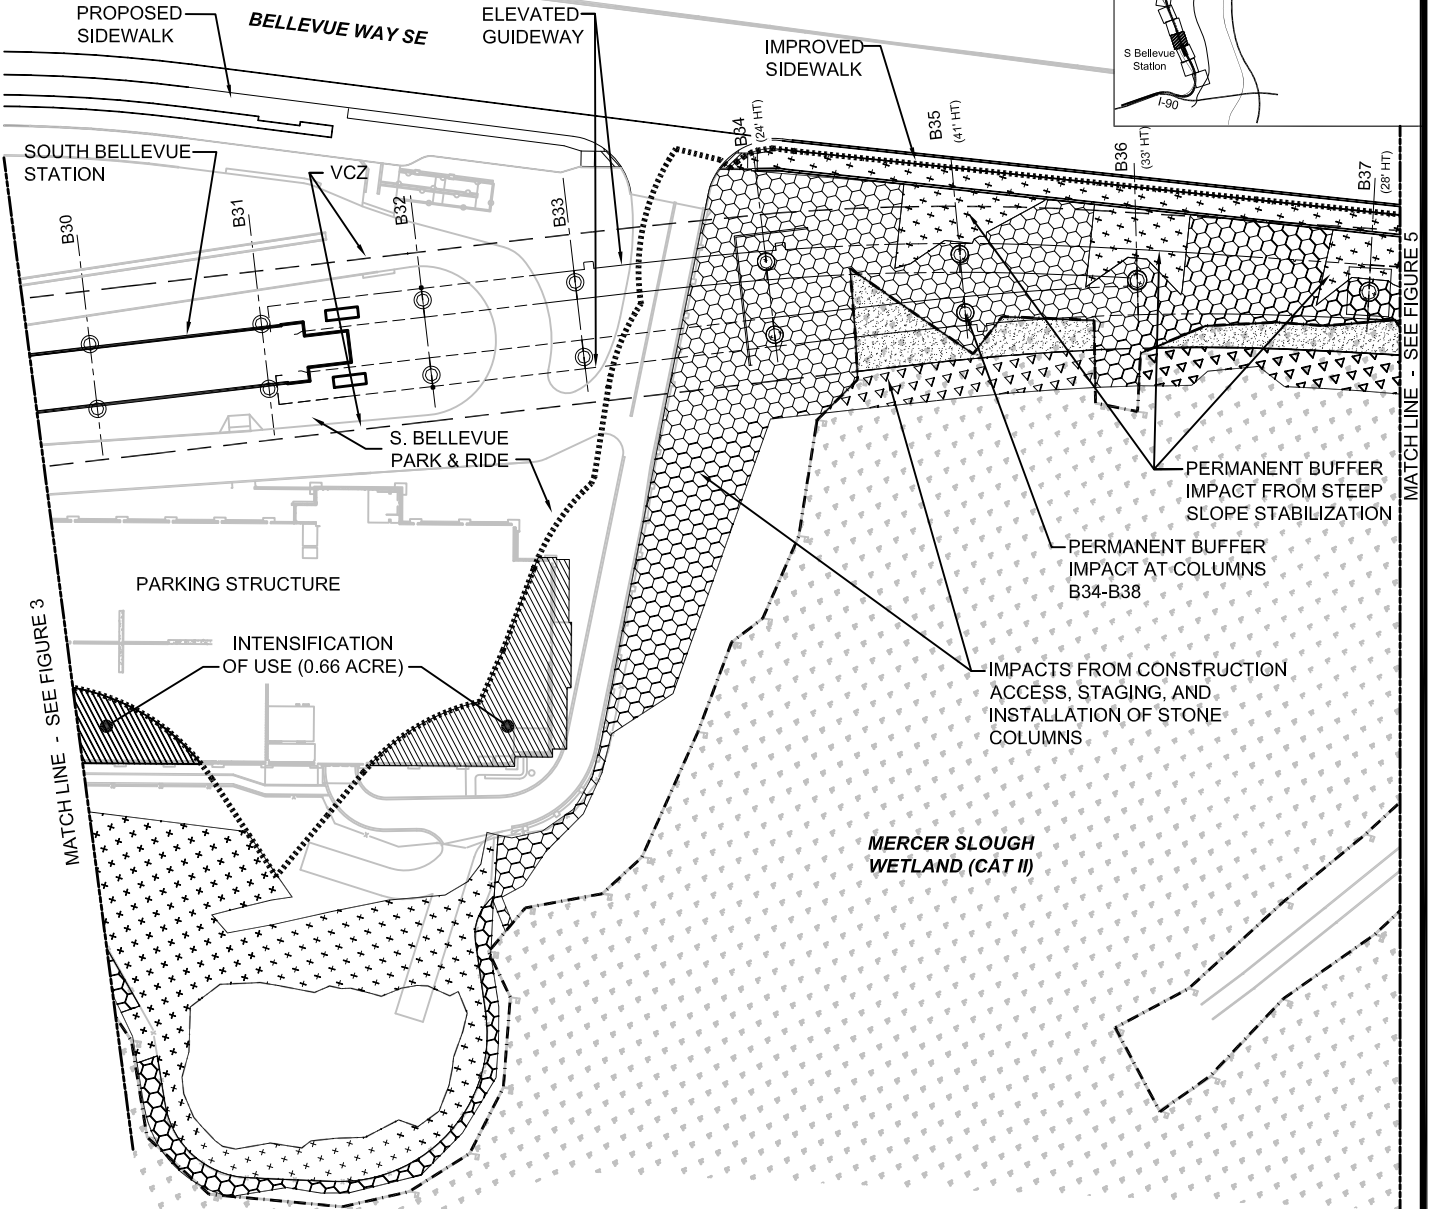 PROPOSED
SIDEWALK
BELLEVUE WAY SE
ELEVATED
GUIDEWAY
IMPROVED
SIDEWALK
S Bellevue
Station
I-90
SOUTH BELLEVUE
STATION
VCZ
B30
B31
B32
B33
B34
(24' HT)
B35
(41' HT)
B36
(33' HT)
B37
(28' HT)
MATCH LINE - SEE FIGURE 5
S. BELLEVUE
PARK & RIDE
PERMANENT BUFFER
IMPACT FROM STEEP
SLOPE STABILIZATION
PERMANENT BUFFER
IMPACT AT COLUMNS
B34-B38
PARKING STRUCTURE
INTENSIFICATION
OF USE (0.66 ACRE)
MATCH LINE - SEE FIGURE 3
IMPACTS FROM CONSTRUCTION
ACCESS, STAGING, AND
INSTALLATION OF STONE
COLUMNS
MERCER SLOUGH
WETLAND (CAT II)